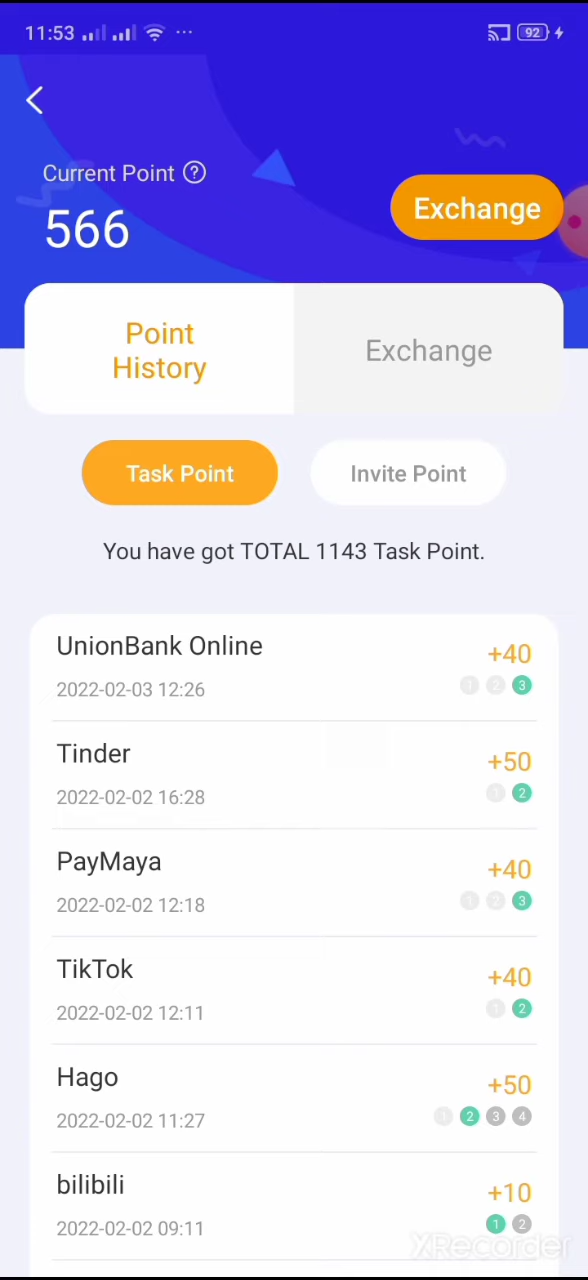 11:53 92
Current Point ?
566
Exchange
Point
History
Exchange
Task Point
Invite Point
You have got TOTAL 1143 Task Point.
UnionBank Online
+40
2022-02-03 12:26
1 2 3
Tinder
+50
2022-02-02 16:28
1 2
PayMaya
+40
2022-02-02 12:18
1 2 3
TikTok
+40
2022-02-02 12:11
1 2
Hago
+50
2022-02-02 11:27
1 2 3 4
bilibili
+10
2022-02-02 09:11
1 2
XRecorder